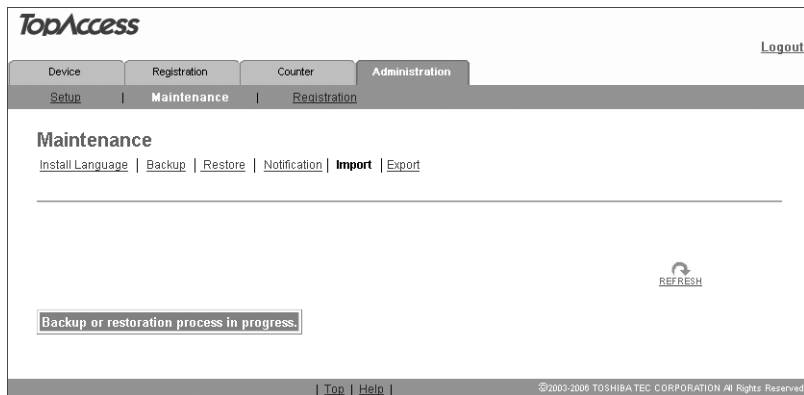 TopAccess
Logout
Device Registration Counter Administration
Setup | Maintenance | Registration
Maintenance
Install Language | Backup | Restore | Notification | Import | Export
REFRESH
Backup or restoration process in progress.
| Top | Help | ©2003-2006 TOSHIBA TEC CORPORATION All Rights Reserved